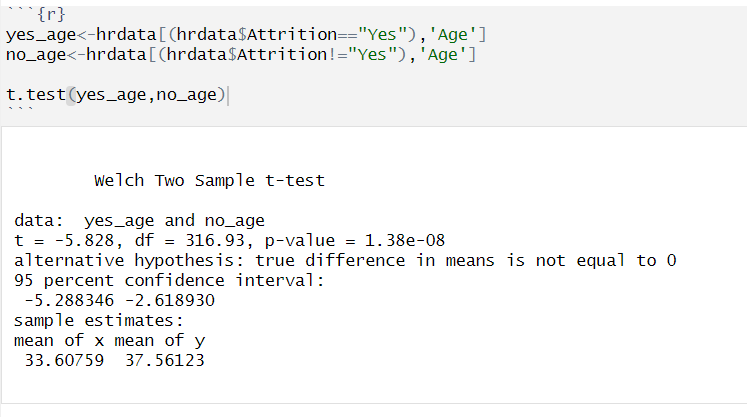 ```{r}
yes_age<-hrdata[(hrdata$Attrition=="Yes"),'Age']
no_age<-hrdata[(hrdata$Attrition!="Yes"),'Age']
t.test(yes_age,no_age)
```
Welch Two Sample t-test
data:  yes_age and no_age
t = -5.828, df = 316.93, p-value = 1.38e-08
alternative hypothesis: true difference in means is not equal to 0
95 percent confidence interval:
 -5.288346 -2.618930
sample estimates:
mean of x mean of y
 33.60759  37.56123